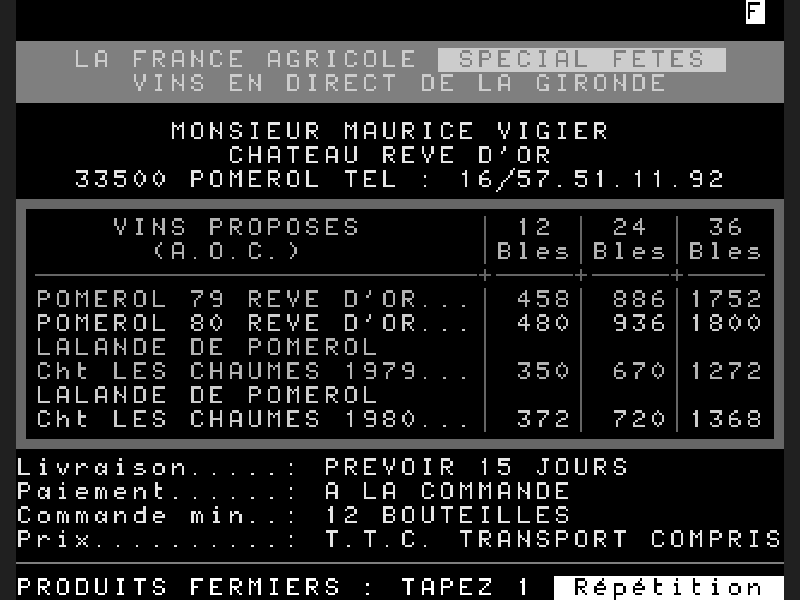 F
LA FRANCE AGRICOLE SPECIAL FETES
VINS EN DIRECT DE LA GIRONDE
MONSIEUR MAURICE VIGIER
CHATEAU REVE D'OR
33500 POMEROL TEL : 16/57.51.11.92
VINS PROPOSES 12 24 36
(A.O.C.) Bles Bles Bles
POMEROL 79 REVE D'OR... 458 886 1752
POMEROL 80 REVE D'OR... 480 936 1800
LALANDE DE POMEROL
Cht LES CHAUMES 1979... 350 670 1272
LALANDE DE POMEROL
Cht LES CHAUMES 1980... 372 720 1368
Livraison.....: PREVOIR 15 JOURS
Paiement......: A LA COMMANDE
Commande min..: 12 BOUTEILLES
Prix..........: T.T.C. TRANSPORT COMPRIS
PRODUITS FERMIERS : TAPEZ 1 Répétition